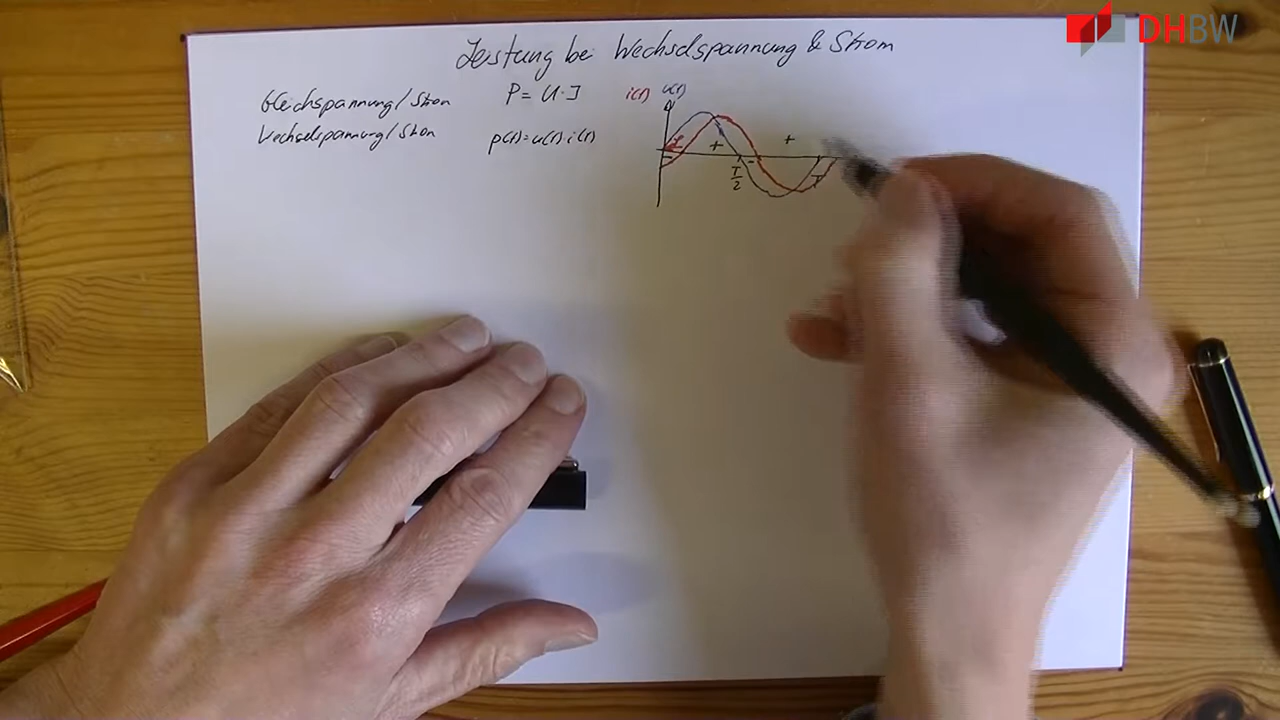 DHBW
Leistung bei Wechselspannung & Strom
Gleichspannung/Strom P = U·I
Wechselspannung/Strom p(t)=u(t)·i(t)
i(t) u(t)
+ +
T/2 - T